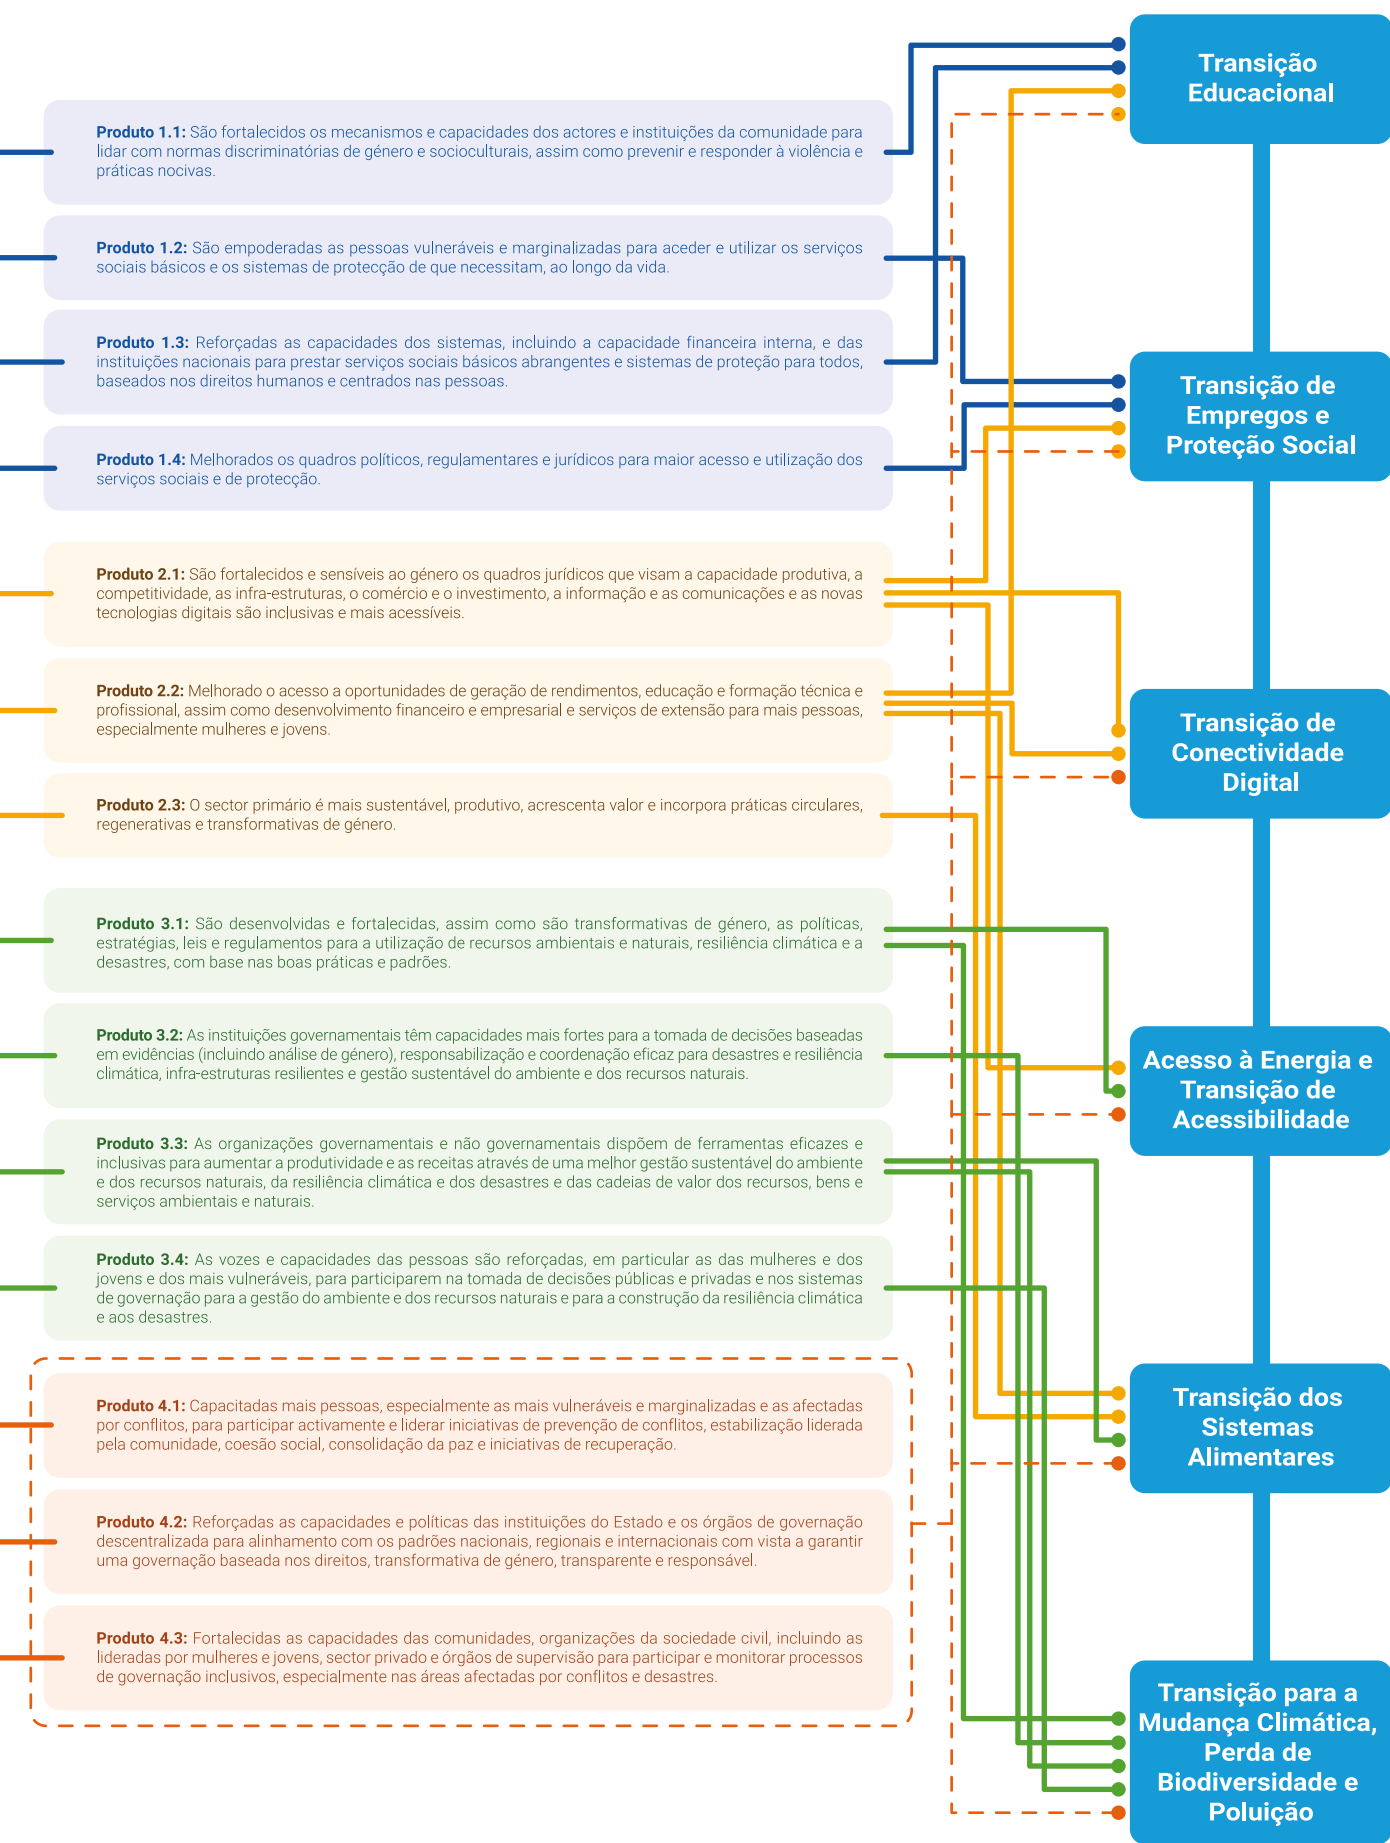 Transição
Educacional
Produto 1.1: São fortalecidos os mecanismos e capacidades dos actores e instituições da comunidade para
lidar com normas discriminatórias de género e socioculturais, assim como prevenir e responder à violência e
práticas nocivas.
Produto 1.2: São empoderadas as pessoas vulneráveis e marginalizadas para aceder e utilizar os serviços
sociais básicos e os sistemas de protecção de que necessitam, ao longo da vida.
Produto 1.3: Reforçadas as capacidades dos sistemas, incluindo a capacidade financeira interna, e das
instituições nacionais para prestar serviços sociais básicos abrangentes e sistemas de proteção para todos,
baseados nos direitos humanos e centrados nas pessoas.
Transição de
Empregos e
Proteção Social
Produto 1.4: Melhorados os quadros políticos, regulamentares e jurídicos para maior acesso e utilização dos
serviços sociais e de protecção.
Produto 2.1: São fortalecidos e sensíveis ao género os quadros jurídicos que visam a capacidade produtiva, a
competitividade, as infra-estruturas, o comércio e o investimento, a informação e as comunicações e as novas
tecnologias digitais são inclusivas e mais acessíveis.
Produto 2.2: Melhorado o acesso a oportunidades de geração de rendimentos, educação e formação técnica e
profissional, assim como desenvolvimento financeiro e empresarial e serviços de extensão para mais pessoas,
especialmente mulheres e jovens.
Transição de
Conectividade
Digital
Produto 2.3: O sector primário é mais sustentável, produtivo, acrescenta valor e incorpora práticas circulares,
regenerativas e transformativas de género.
Produto 3.1: São desenvolvidas e fortalecidas, assim como são transformativas de género, as políticas,
estratégias, leis e regulamentos para a utilização de recursos ambientais e naturais, resiliência climática e a
desastres, com base nas boas práticas e padrões.
Produto 3.2: As instituições governamentais têm capacidades mais fortes para a tomada de decisões baseadas
em evidências (incluindo análise de género), responsabilização e coordenação eficaz para desastres e resiliência
climática, infra-estruturas resilientes e gestão sustentável do ambiente e dos recursos naturais.
Acesso à Energia e
Transição de
Acessibilidade
Produto 3.3: As organizações governamentais e não governamentais dispõem de ferramentas eficazes e
inclusivas para aumentar a produtividade e as receitas através de uma melhor gestão sustentável do ambiente
e dos recursos naturais, da resiliência climática e dos desastres e das cadeias de valor dos recursos, bens e
serviços ambientais e naturais.
Produto 3.4: As vozes e capacidades das pessoas são reforçadas, em particular as das mulheres e dos
jovens e dos mais vulneráveis, para participarem na tomada de decisões públicas e privadas e nos sistemas
de governação para a gestão do ambiente e dos recursos naturais e para a construção da resiliência climática
e aos desastres.
Produto 4.1: Capacitadas mais pessoas, especialmente as mais vulneráveis e marginalizadas e as afectadas
por conflitos, para participar activamente e liderar iniciativas de prevenção de conflitos, estabilização liderada
pela comunidade, coesão social, consolidação da paz e iniciativas de recuperação.
Transição dos
Sistemas
Alimentares
Produto 4.2: Reforçadas as capacidades e políticas das instituições do Estado e os órgãos de governação
descentralizada para alinhamento com os padrões nacionais, regionais e internacionais com vista a garantir
uma governação baseada nos direitos, transformativa de género, transparente e responsável.
Produto 4.3: Fortalecidas as capacidades das comunidades, organizações da sociedade civil, incluindo as
lideradas por mulheres e jovens, sector privado e órgãos de supervisão para participar e monitorar processos
de governação inclusivos, especialmente nas áreas afectadas por conflitos e desastres.
Transição para a
Mudança Climática,
Perda de
Biodiversidade e
Poluição